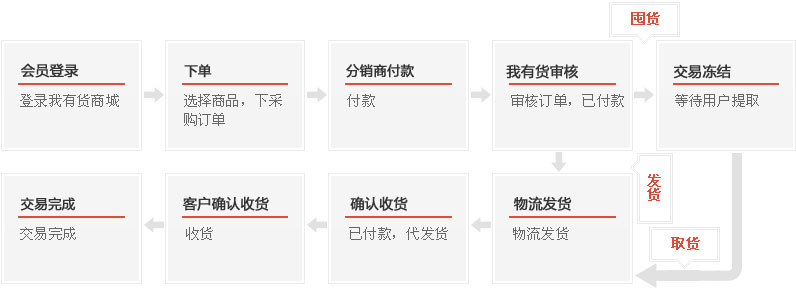 囤货
会员登录
登录我有货商城
下单
选择商品，下采
购订单
分销商付款
付款
我有货审核
审核订单，已付款
交易冻结
等待用户提取
发货
取货
交易完成
交易完成
客户确认收货
收货
确认收货
已付款，代发货
物流发货
物流发货